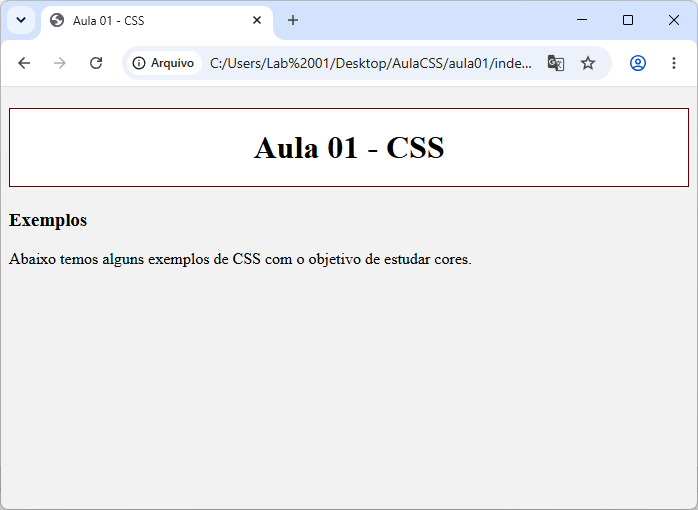 Aula 01 - CSS
Arquivo C:/Users/Lab%2001/Desktop/AulaCSS/aula01/inde...
Aula 01 - CSS
Exemplos
Abaixo temos alguns exemplos de CSS com o objetivo de estudar cores.